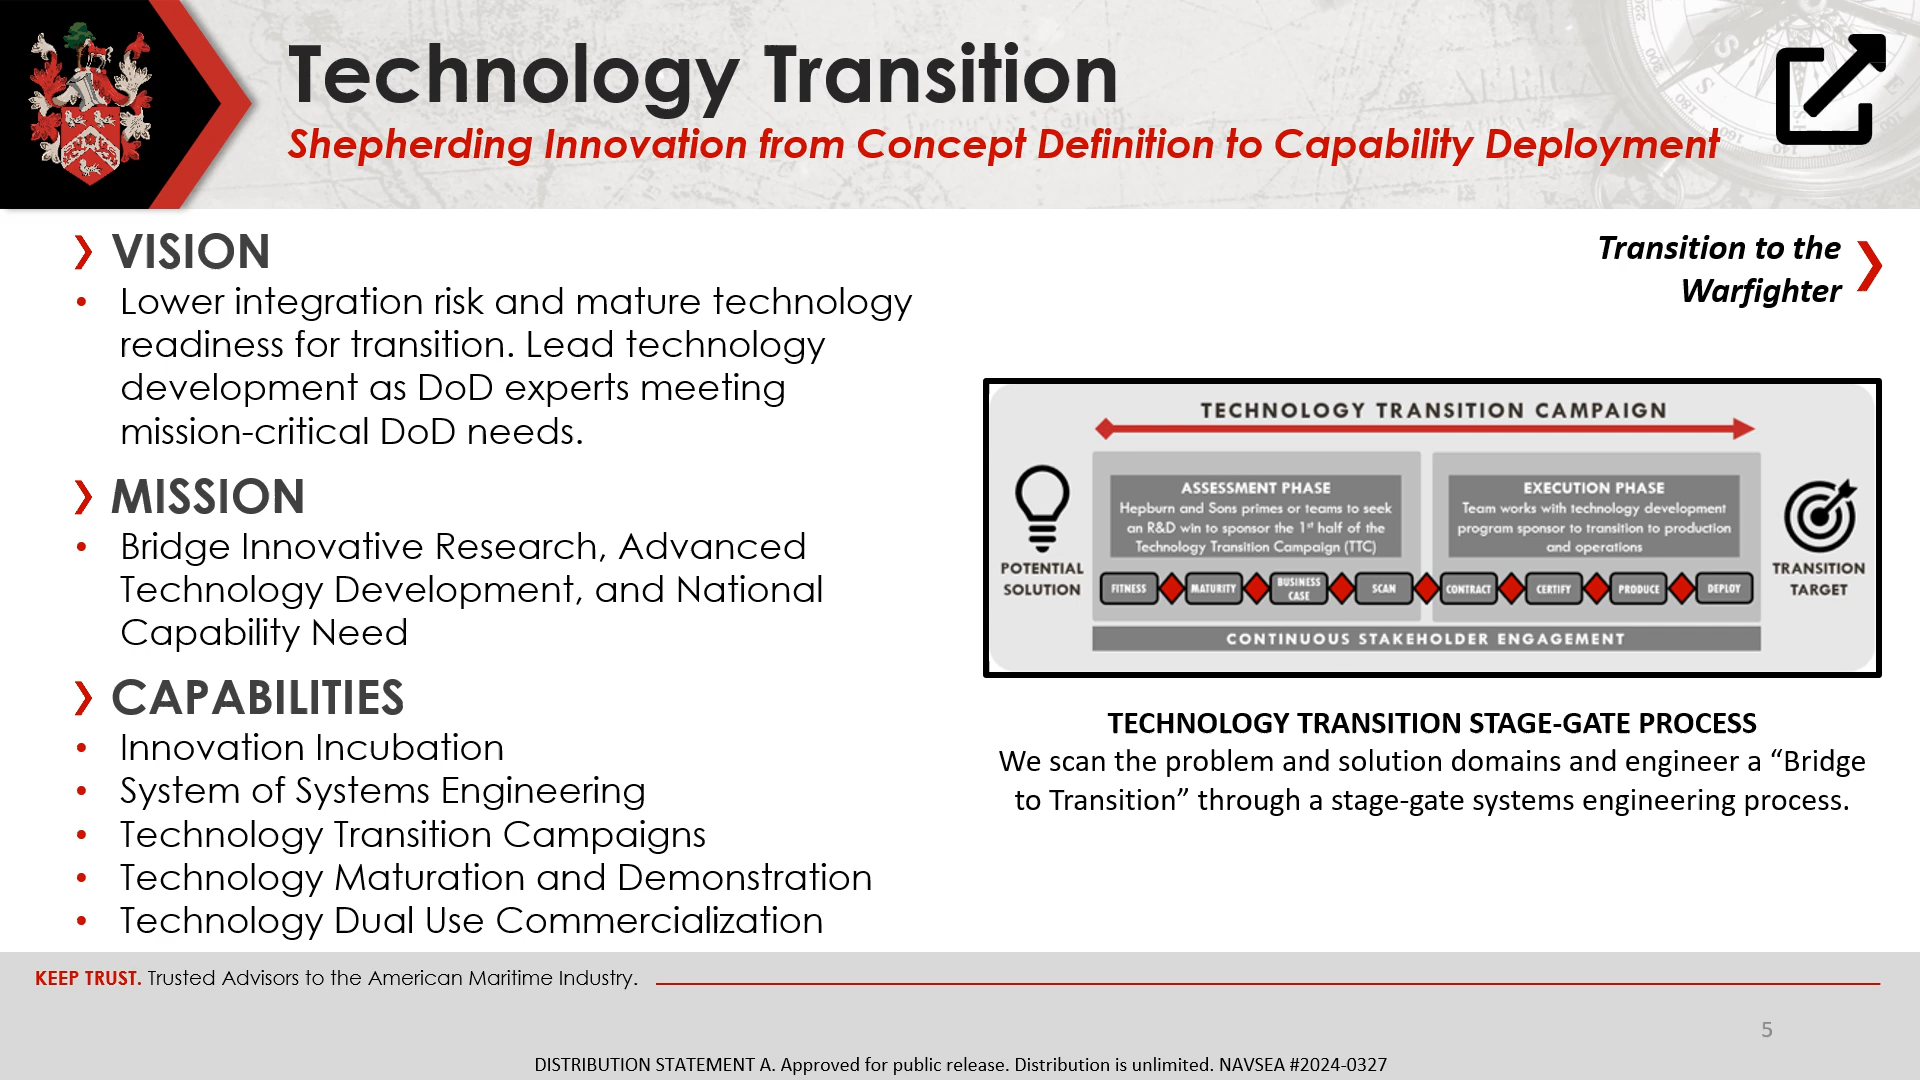 Technology Transition
Shepherding Innovation from Concept Definition to Capability Deployment
VISION
• Lower integration risk and mature technology
readiness for transition. Lead technology
development as DoD experts meeting
mission-critical DoD needs.
MISSION
• Bridge Innovative Research, Advanced
Technology Development, and National
Capability Need
CAPABILITIES
• Innovation Incubation
• System of Systems Engineering
• Technology Transition Campaigns
• Technology Maturation and Demonstration
• Technology Dual Use Commercialization
Transition to the
Warfighter
TECHNOLOGY TRANSITION CAMPAIGN
POTENTIAL
SOLUTION
ASSESSMENT PHASE
Hepburn and Sons primes or teams to seek
an R&D win to sponsor the 1st half of the
Technology Transition Campaign (TTC)
EXECUTION PHASE
Team works with technology development
program sponsor to transition to production
and operations
FITNESS
MATURITY
BUSINESS
CASE
SCAN
CONTRACT
CERTIFY
PRODUCE
DEPLOY
TRANSITION
TARGET
CONTINUOUS STAKEHOLDER ENGAGEMENT
TECHNOLOGY TRANSITION STAGE-GATE PROCESS
We scan the problem and solution domains and engineer a “Bridge
to Transition” through a stage-gate systems engineering process.
KEEP TRUST. Trusted Advisors to the American Maritime Industry.
5
DISTRIBUTION STATEMENT A. Approved for public release. Distribution is unlimited. NAVSEA #2024-0327